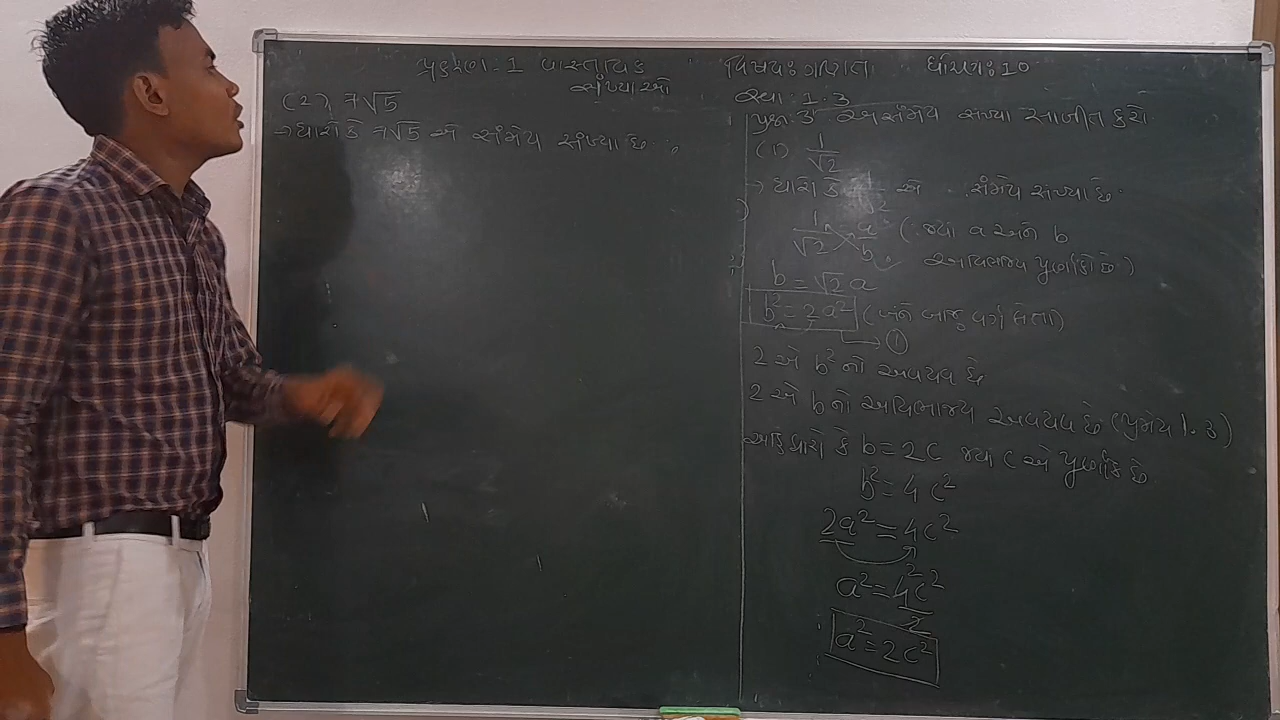 પ્રકરણ: 1 વાસ્તવિક સંખ્યાઓ વિષય: ગણિત ધોરણ: 10
સ્વા: 1.3
(2) 7√5
→ ધારોકે 7√5 એ સંમેય સંખ્યા છે.
પ્રશ્ન: 3 અસંમેય સંખ્યા સાબીત કરો.
(1) 1/√2
→ ધારોકે 1/√2 એ સંમેય સંખ્યા છે.
1/√2 = a/b (જ્યાં a અને b
અવિભાજ્ય પૂર્ણાંકો છે)
b = √2 a
b² = 2a² (બંને બાજુ વર્ગ લેતા)
→ ①
2 એ b² નો અવયવ છે
2 એ b નો અવિભાજ્ય અવયવ છે (પ્રમેય 1.3)
ધારો કે b = 2c જ્યાં c એ પૂર્ણાંક છે.
b² = 4c²
2a² = 4c²
a² = 4c²/2
a² = 2c²